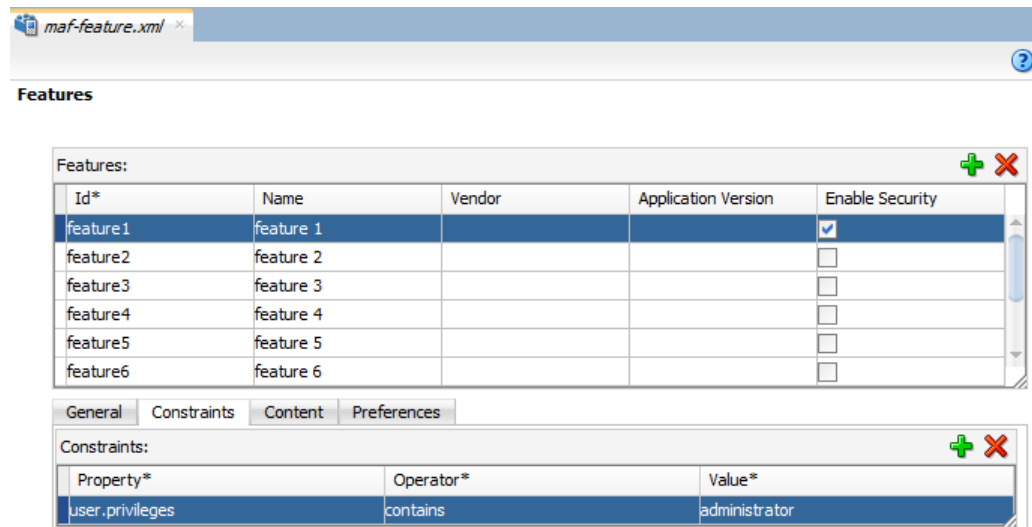 maf-feature.xml
Features
Features:
Id* Name Vendor Application Version Enable Security
feature1 feature 1
feature2 feature 2
feature3 feature 3
feature4 feature 4
feature5 feature 5
feature6 feature 6
General Constraints Content Preferences
Constraints:
Property* Operator* Value*
user.privileges contains administrator